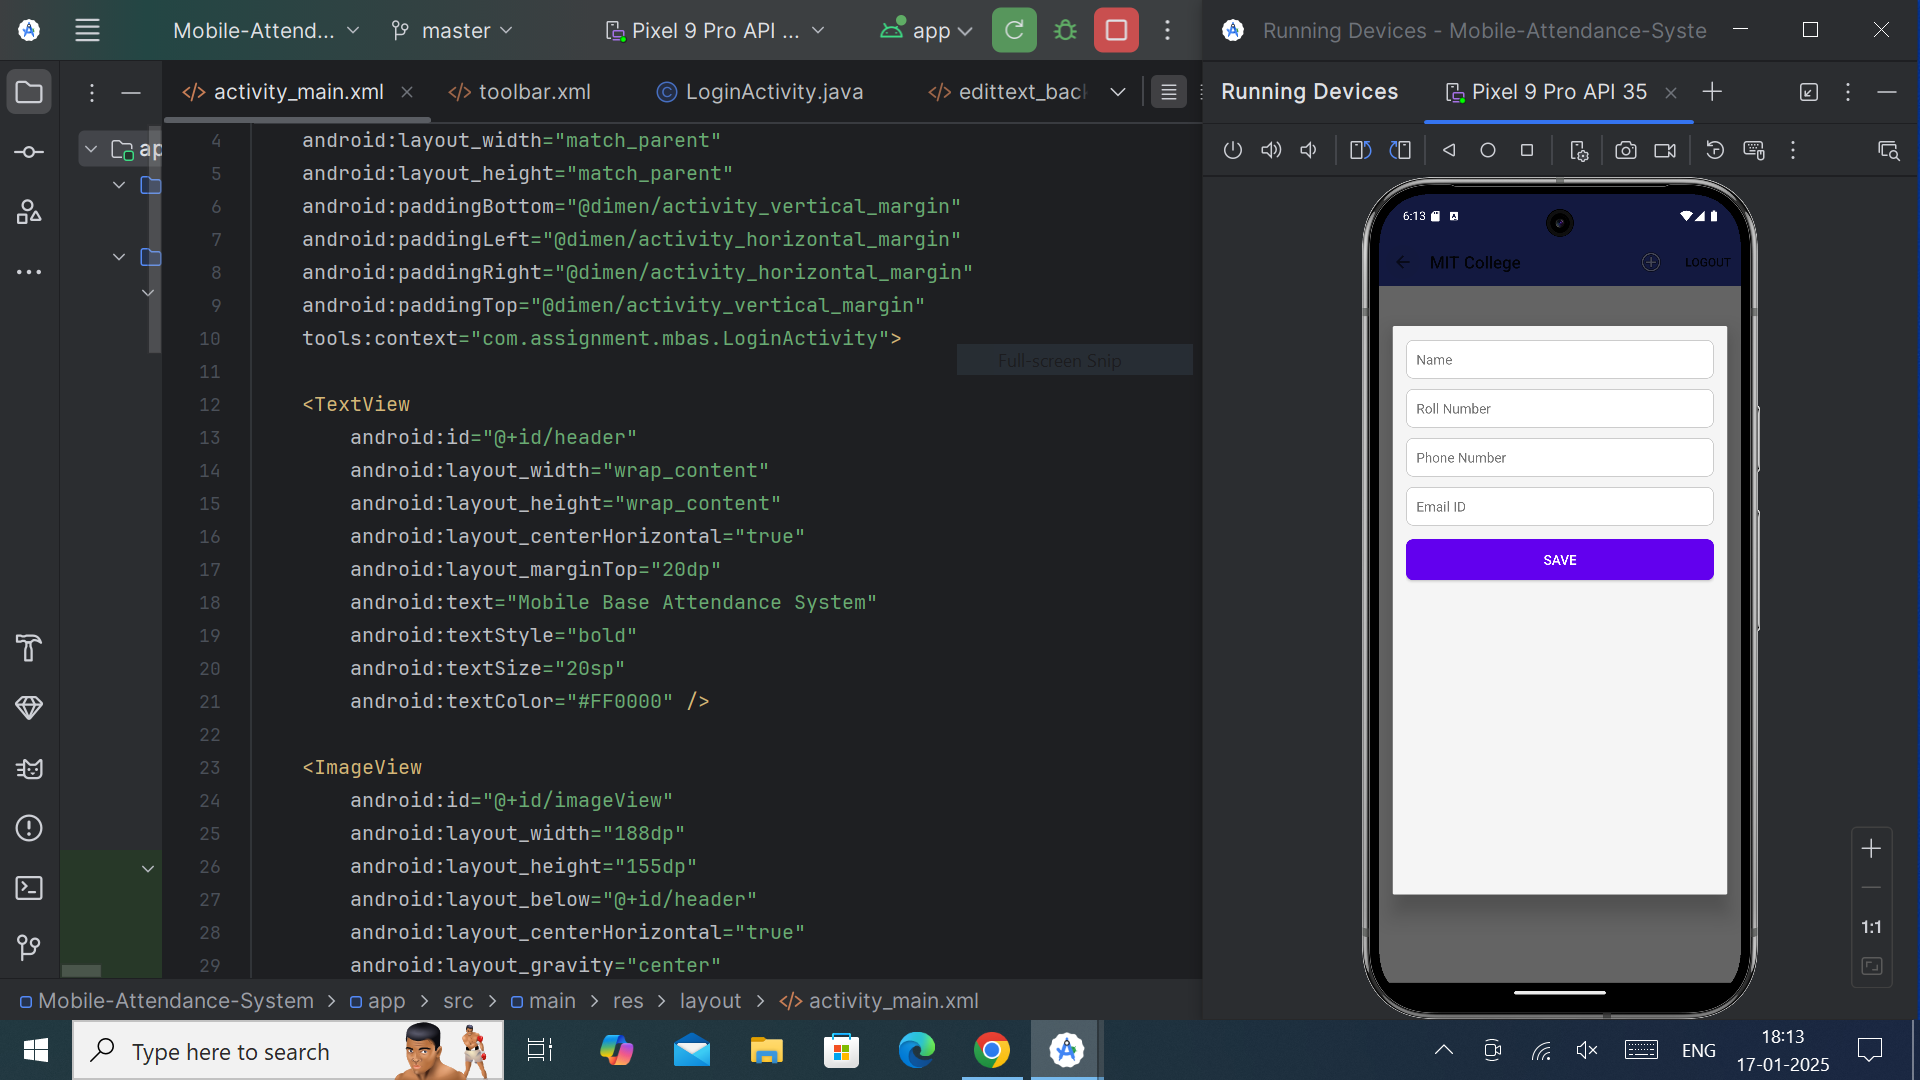 Mobile-Attend...
master
Pixel 9 Pro API ...
app
Running Devices - Mobile-Attendance-Syste
activity_main.xml
toolbar.xml
LoginActivity.java
edittext_bac
Running Devices
Pixel 9 Pro API 35
ap
4 android:layout_width="match_parent"
5 android:layout_height="match_parent"
6 android:paddingBottom="@dimen/activity_vertical_margin"
7 android:paddingLeft="@dimen/activity_horizontal_margin"
8 android:paddingRight="@dimen/activity_horizontal_margin"
9 android:paddingTop="@dimen/activity_vertical_margin"
10 tools:context="com.assignment.mbas.LoginActivity">
11
12 <TextView
13 android:id="@+id/header"
14 android:layout_width="wrap_content"
15 android:layout_height="wrap_content"
16 android:layout_centerHorizontal="true"
17 android:layout_marginTop="20dp"
18 android:text="Mobile Base Attendance System"
19 android:textStyle="bold"
20 android:textSize="20sp"
21 android:textColor="#FF0000" />
22
23 <ImageView
24 android:id="@+id/imageView"
25 android:layout_width="188dp"
26 android:layout_height="155dp"
27 android:layout_below="@+id/header"
28 android:layout_centerHorizontal="true"
29 android:layout_gravity="center"
Full-screen Snip
6:13
MIT College
LOGOUT
Name
Roll Number
Phone Number
Email ID
SAVE
1:1
Mobile-Attendance-System > app > src > main > res > layout > activity_main.xml
Type here to search
ENG
18:13
17-01-2025